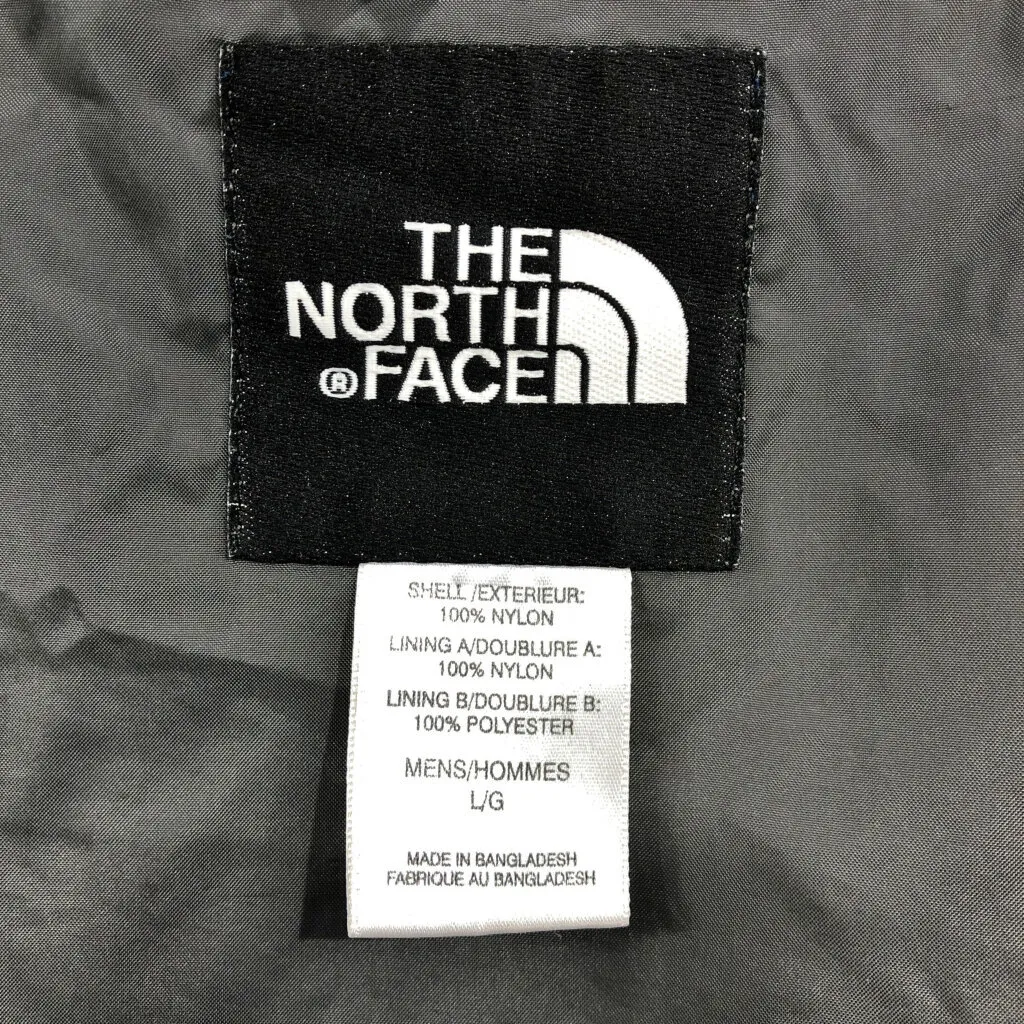 THE
NORTH
® FACE
SHELL /EXTERIEUR:
100% NYLON
LINING A/DOUBLURE A:
100% NYLON
LINING B/DOUBLURE B:
100% POLYESTER
MENS/HOMMES
L/G
MADE IN BANGLADESH
FABRIQUE AU BANGLADESH